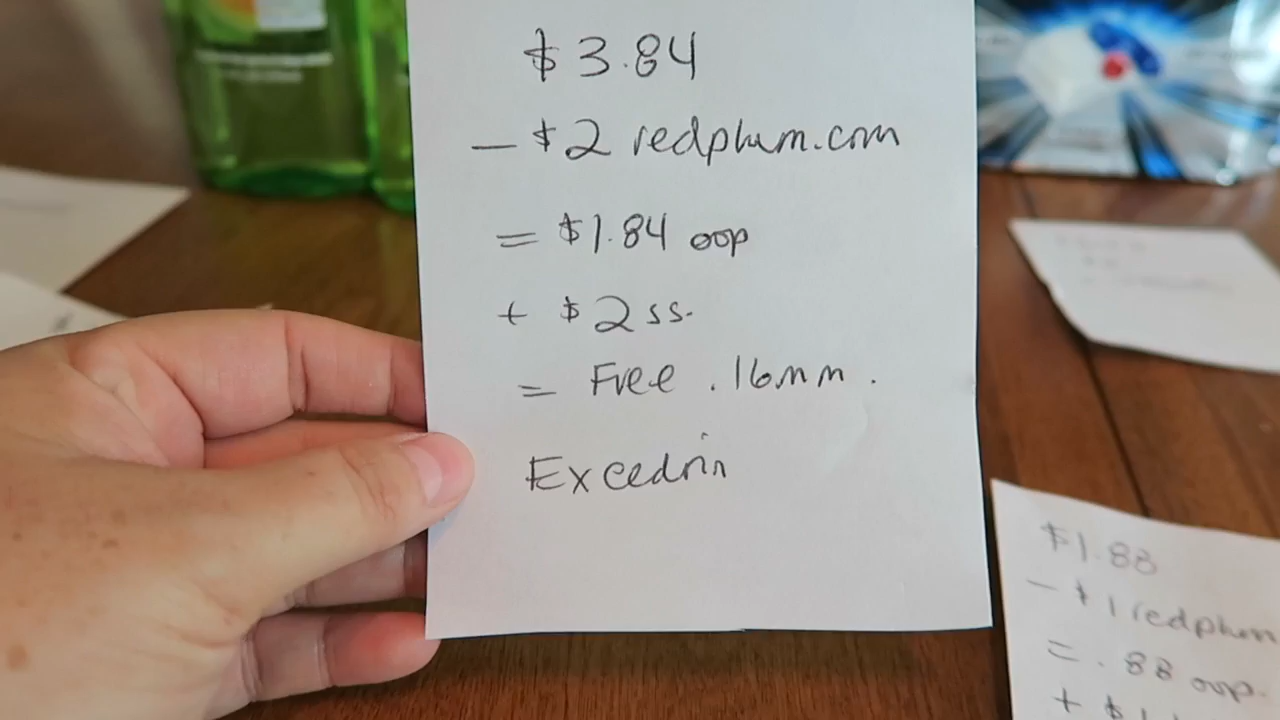 $3.84
- $2 redplum.com
= $1.84 oop
+ $2 ss.
= Free .16mm.
Excedrin
$1.88
- $1 redplum
= .88 oop.
+ $1